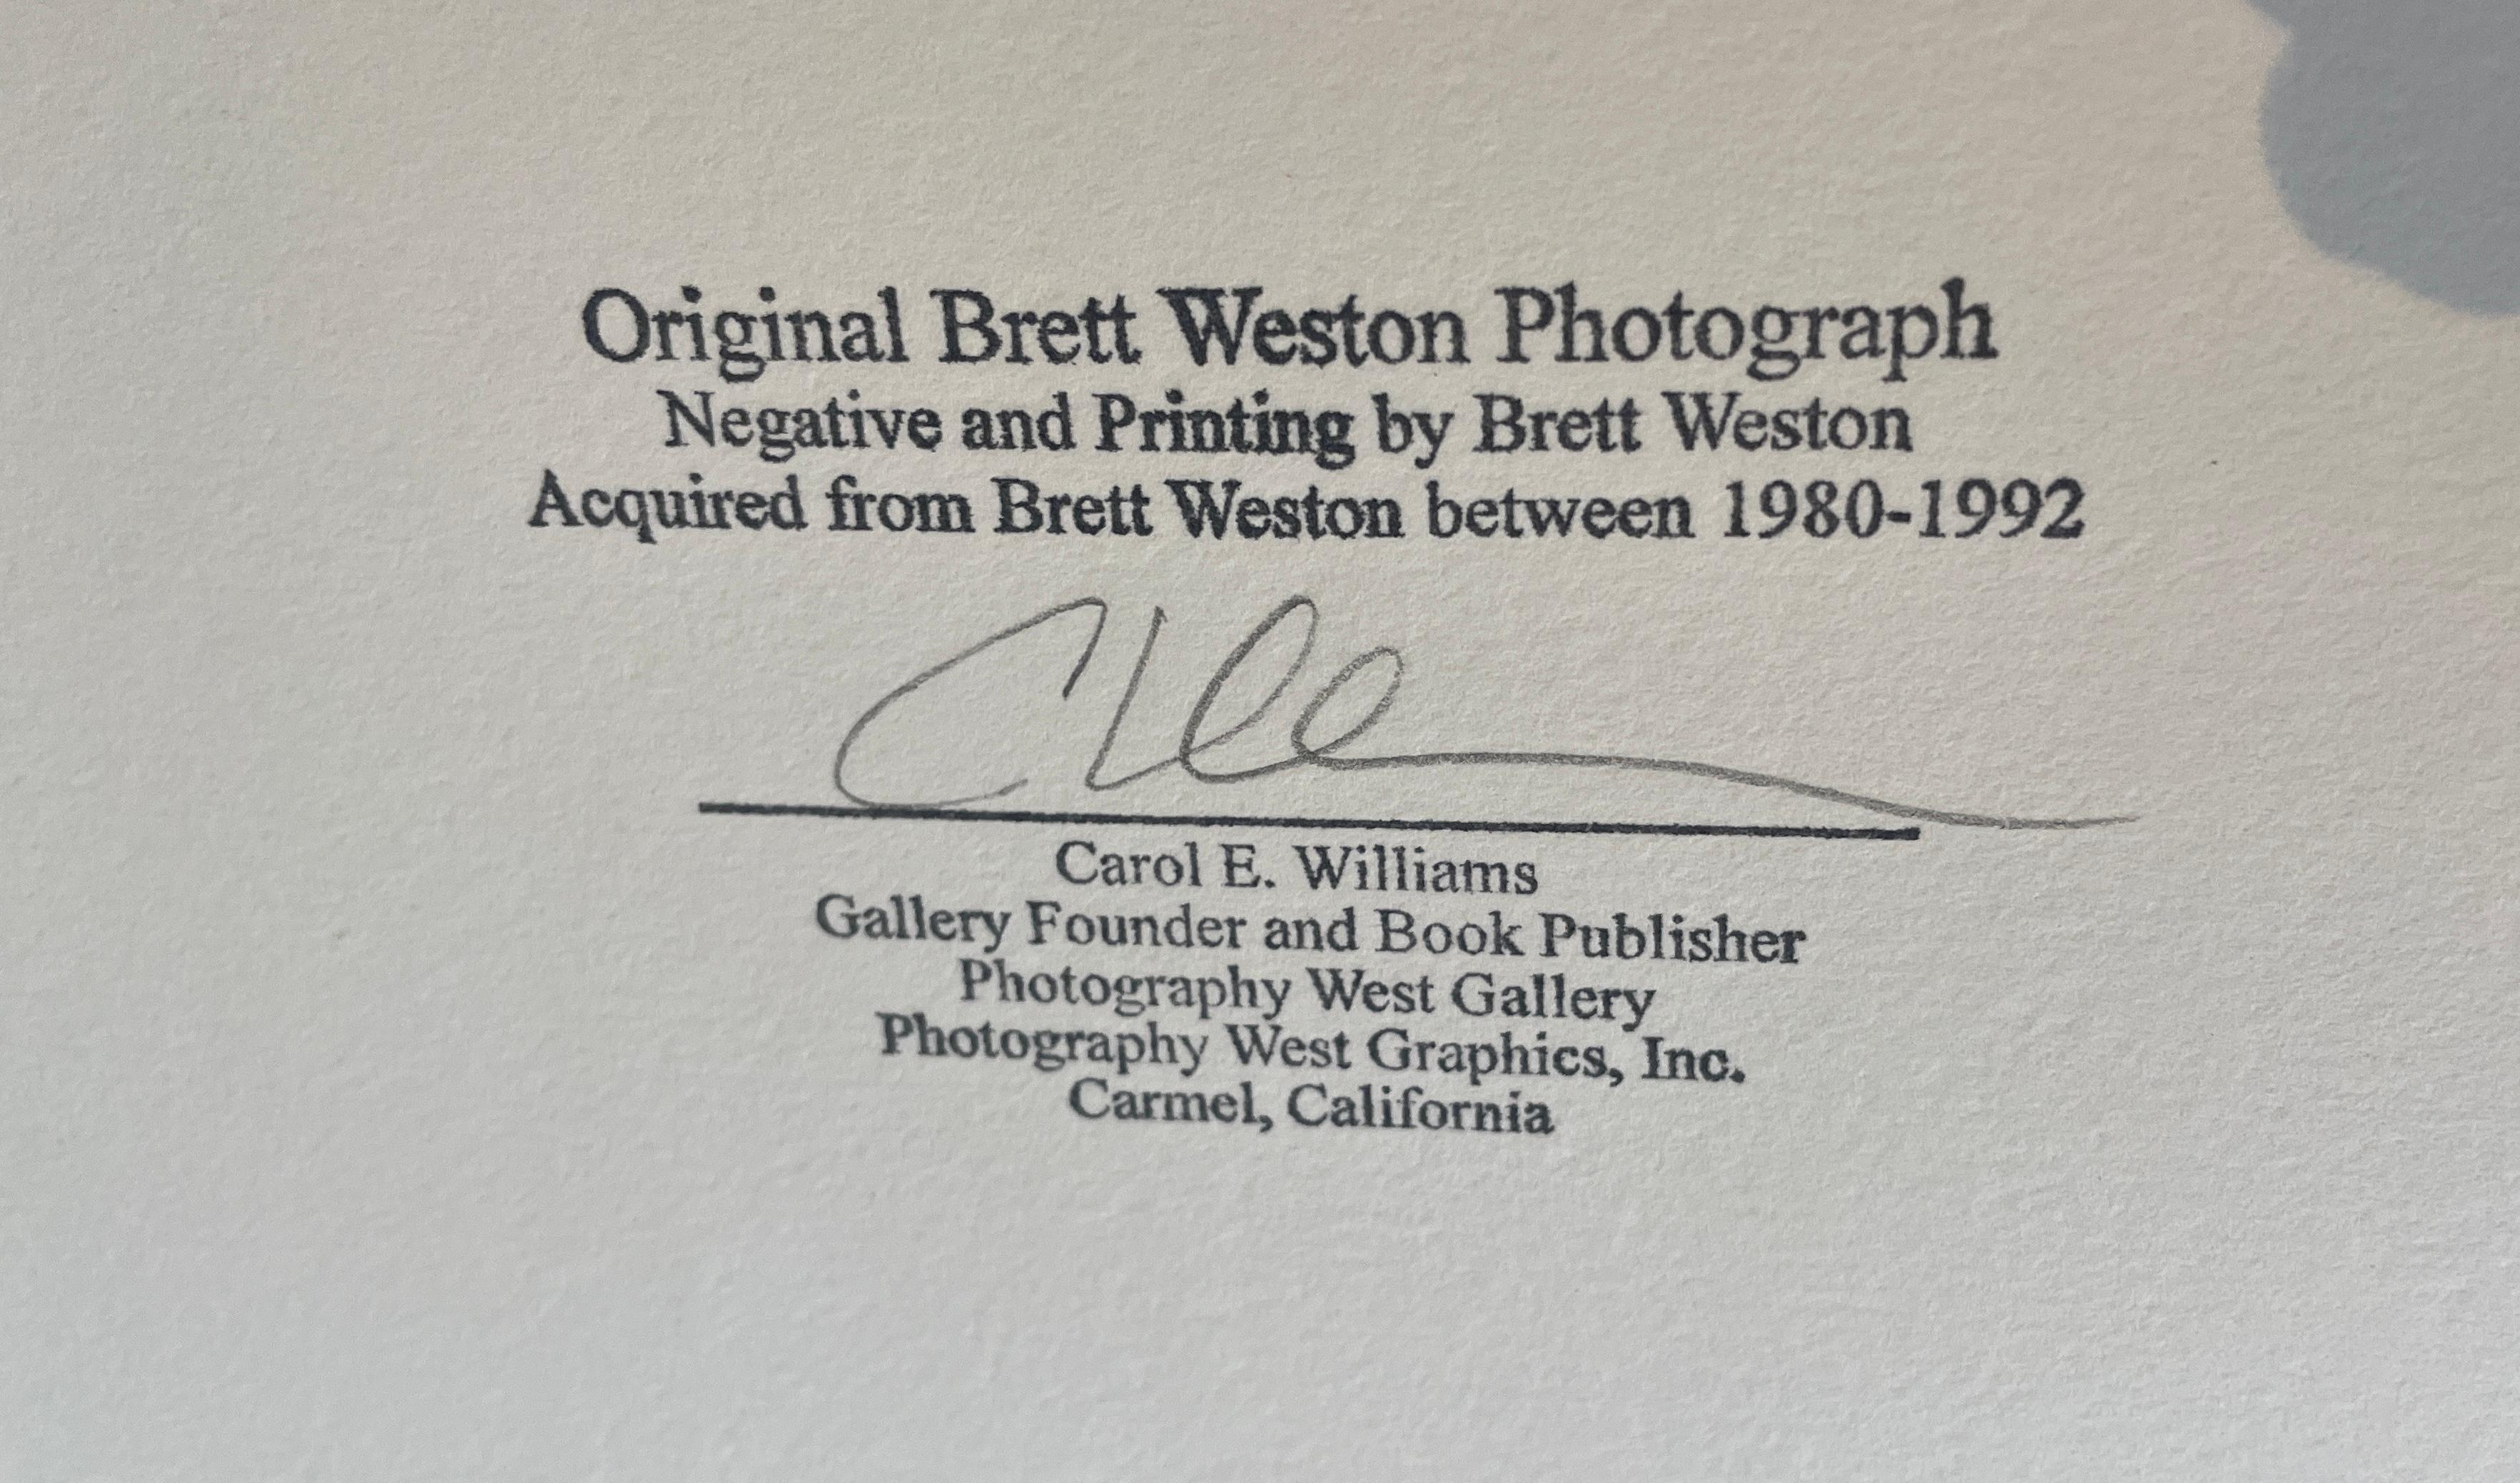 Original Brett Weston Photograph
Negative and Printing by Brett Weston
Acquired from Brett Weston between 1980-1992
Carol E. Williams
Gallery Founder and Book Publisher
Photography West Gallery
Photography West Graphics, Inc.
Carmel, California